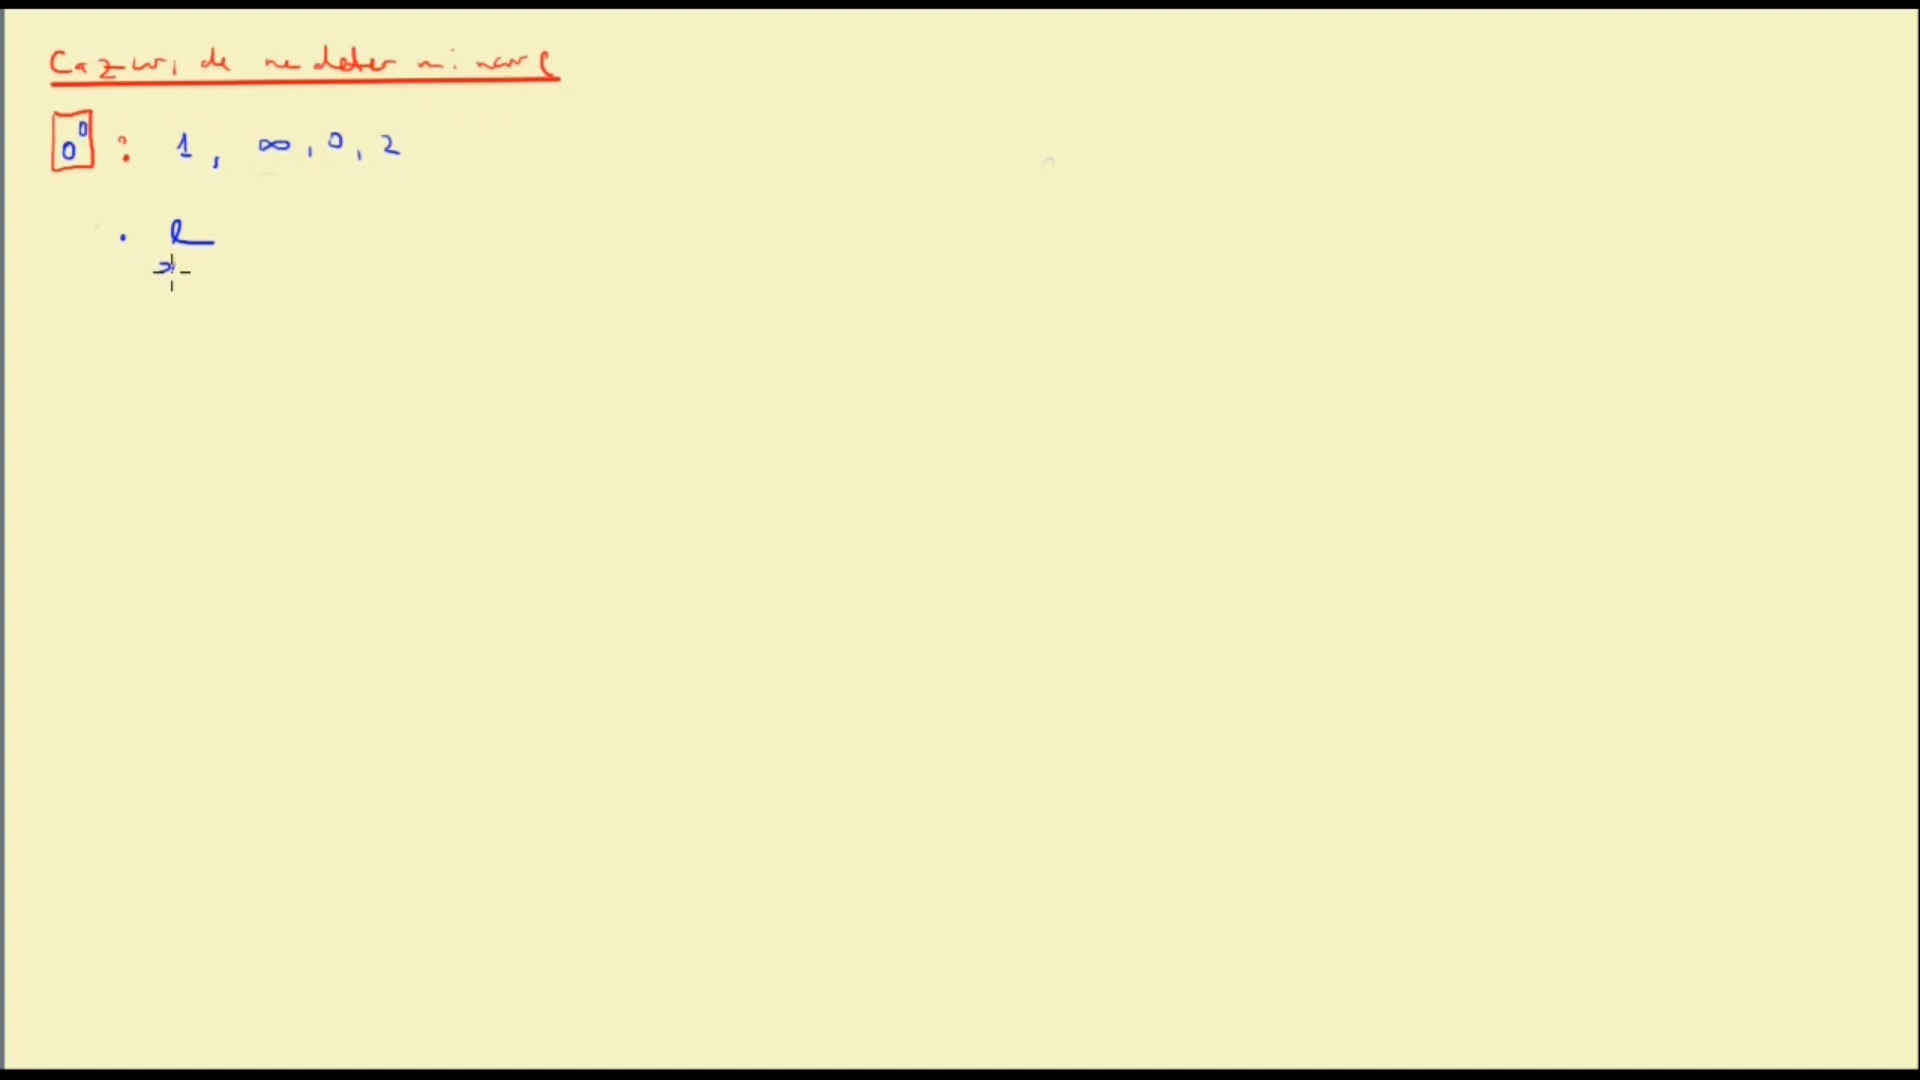 Cazuri de nedeterminare
0⁰ : 1, ∞, 0, 2